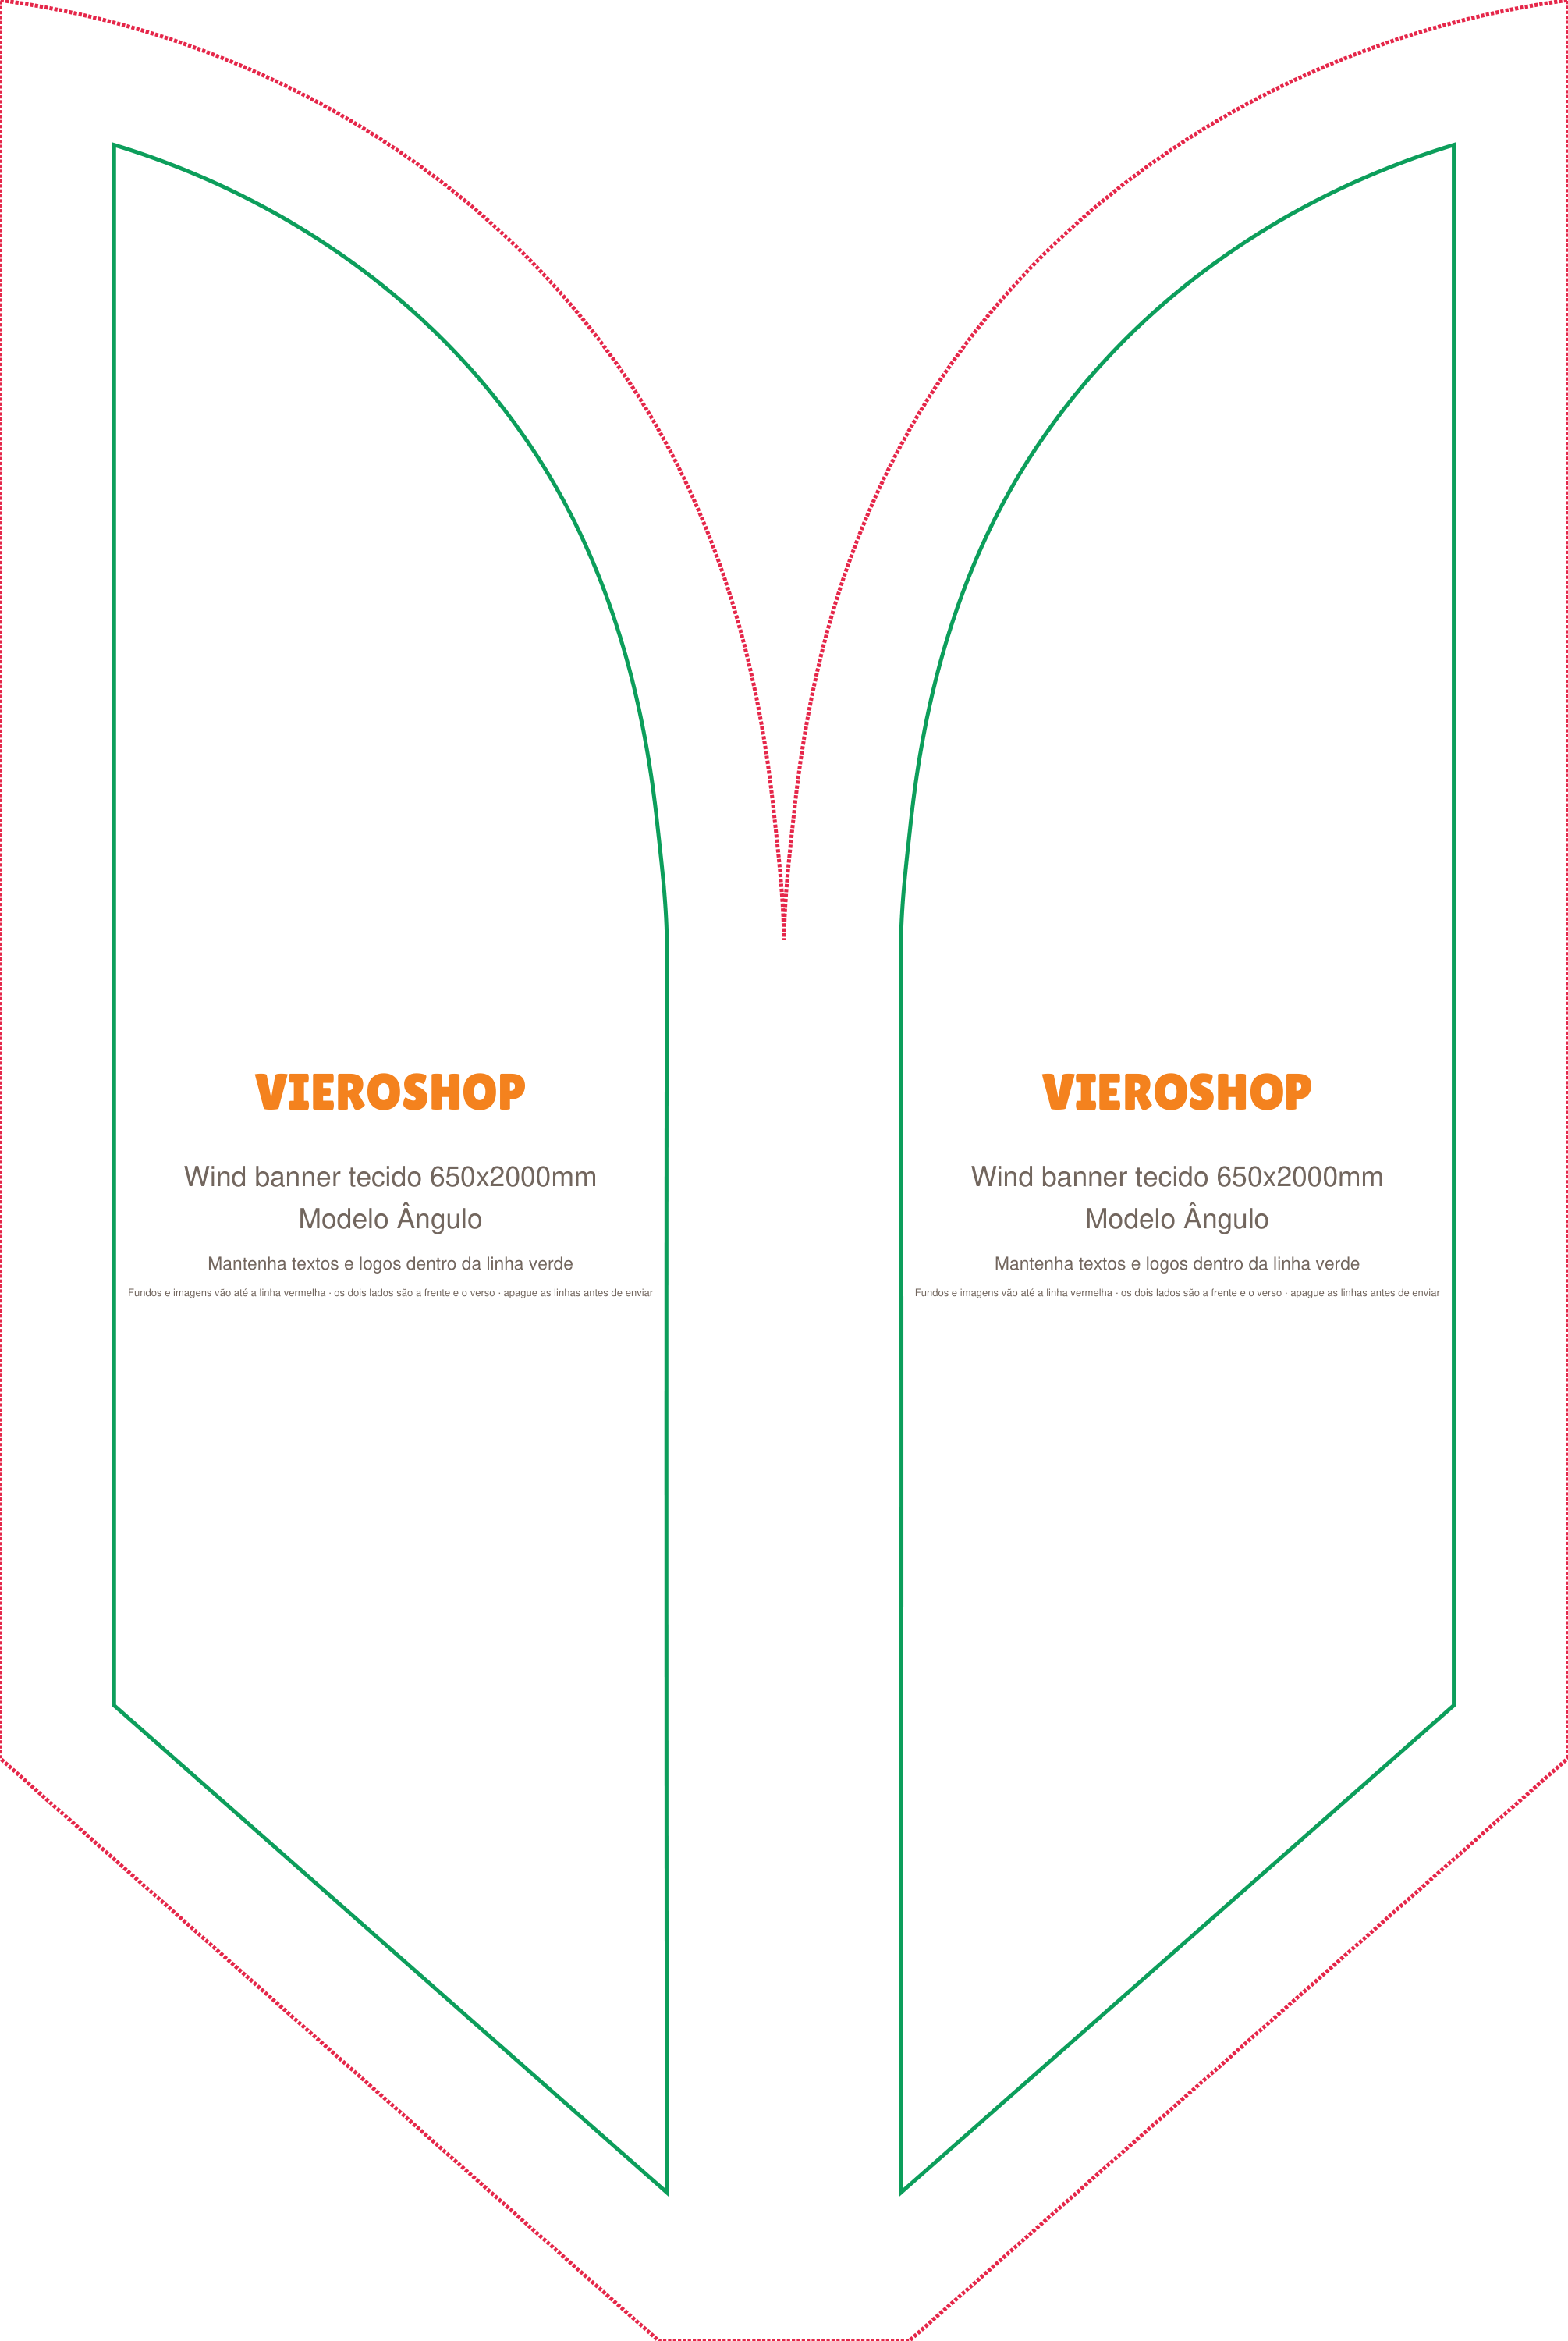 VIEROSHOP
Wind banner tecido 650x2000mm
Modelo Ângulo
Mantenha textos e logos dentro da linha verde
Fundos e imagens vão até a linha vermelha · os dois lados são a frente e o verso · apague as linhas antes de enviar
VIEROSHOP
Wind banner tecido 650x2000mm
Modelo Ângulo
Mantenha textos e logos dentro da linha verde
Fundos e imagens vão até a linha vermelha · os dois lados são a frente e o verso · apague as linhas antes de enviar